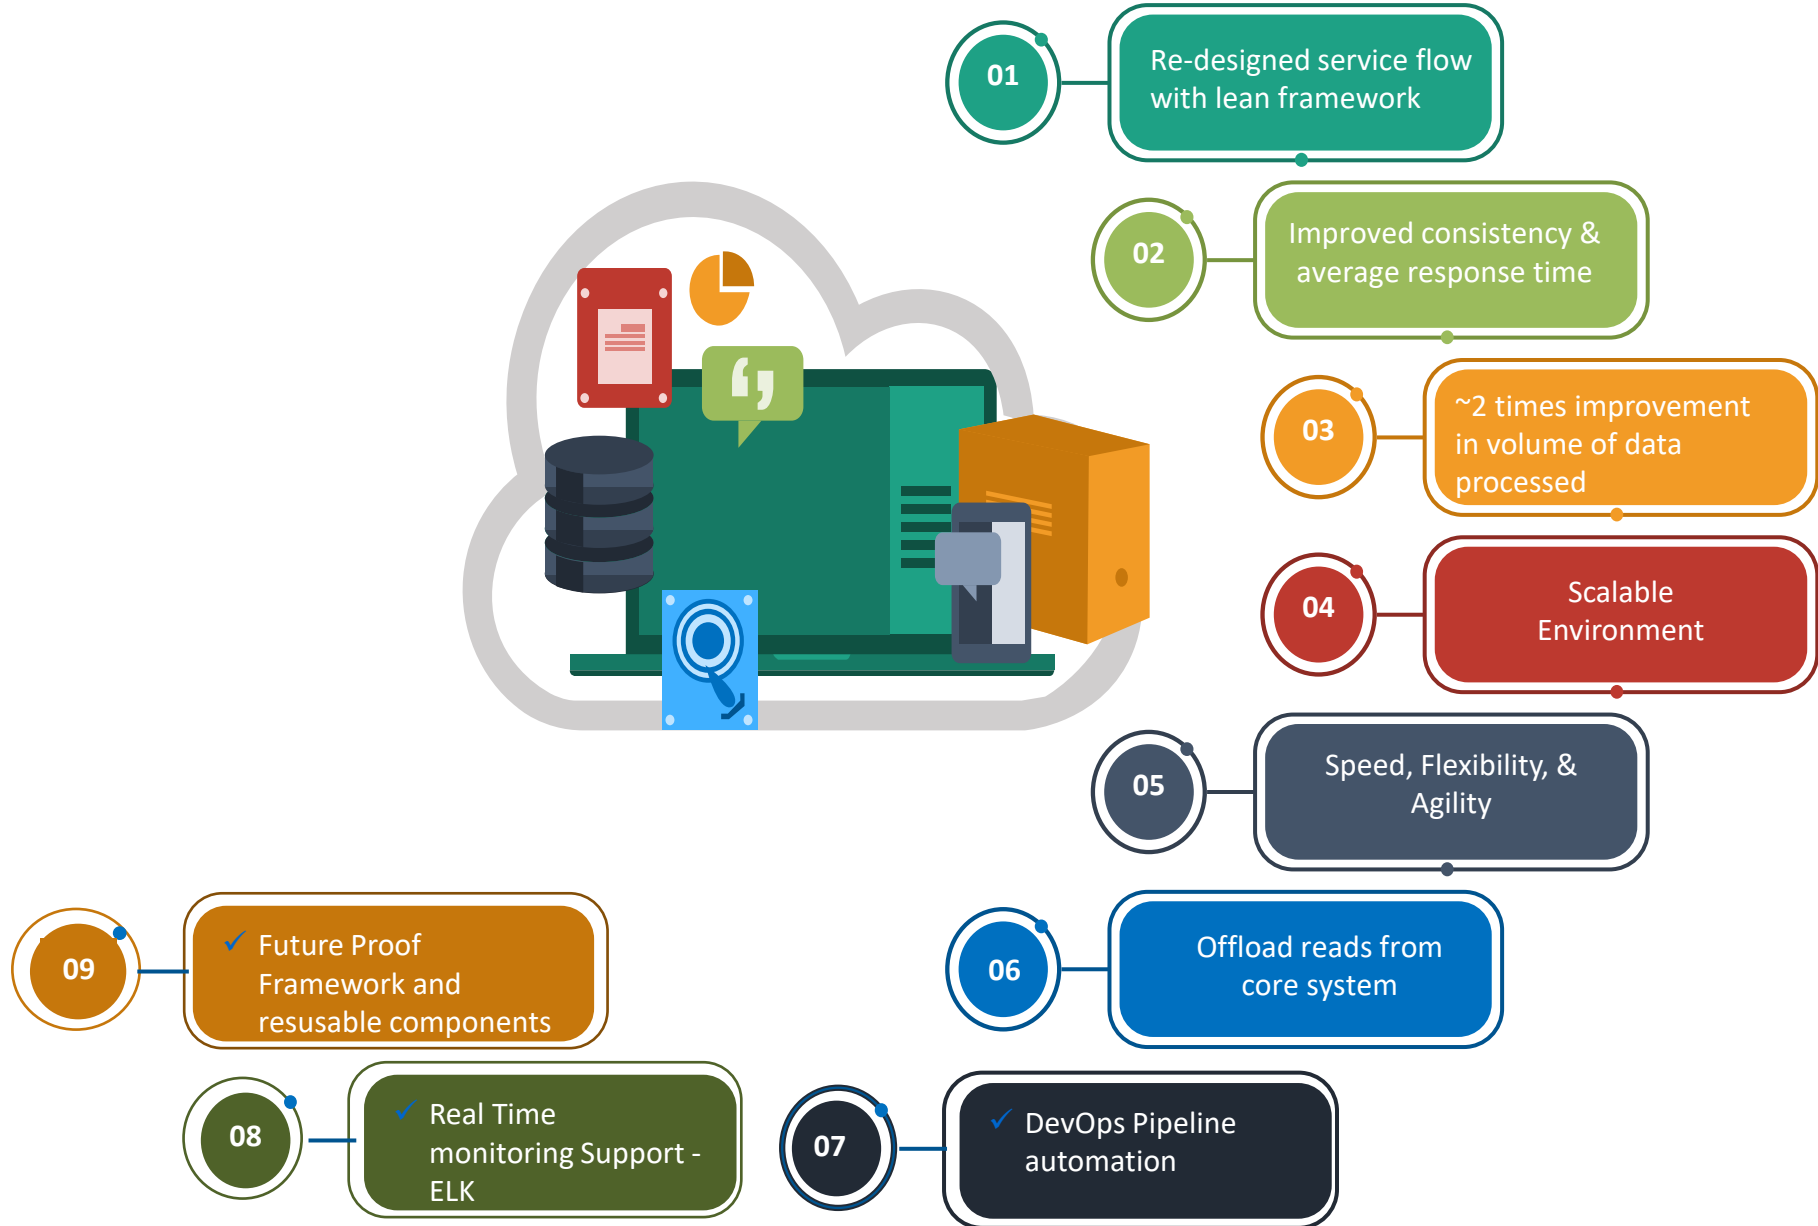 01
Re-designed service flow
with lean framework
02
Improved consistency &
average response time
03
~2 times improvement
in volume of data
processed
04
Scalable
Environment
05
Speed, Flexibility, &
Agility
06
Offload reads from
core system
07
✓ DevOps Pipeline
automation
08
✓ Real Time
monitoring Support -
ELK
09
✓ Future Proof
Framework and
resusable components